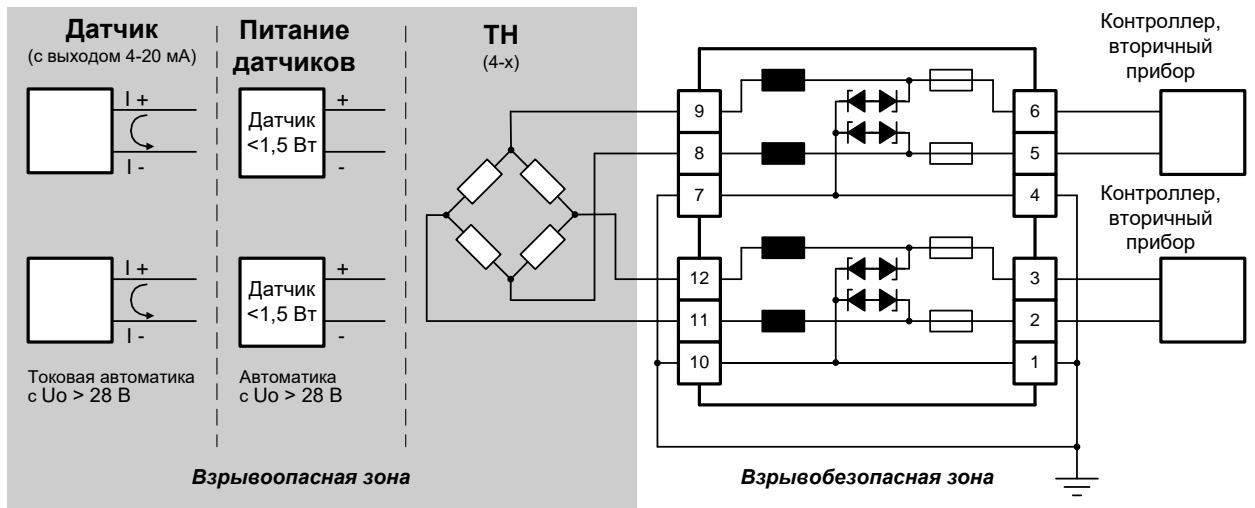 Датчик
(с выходом 4-20 мА)
I +
I -
I +
I -
Токовая автоматика
с Uo > 28 В
Питание
датчиков
Датчик
<1,5 Вт
+
-
Датчик
<1,5 Вт
+
-
Автоматика
с Uo > 28 В
ТН
(4-х)
Взрывоопасная зона
9
8
7
12
11
10
6
5
4
3
2
1
Контроллер,
вторичный
прибор
Контроллер,
вторичный
прибор
Взрывобезопасная зона